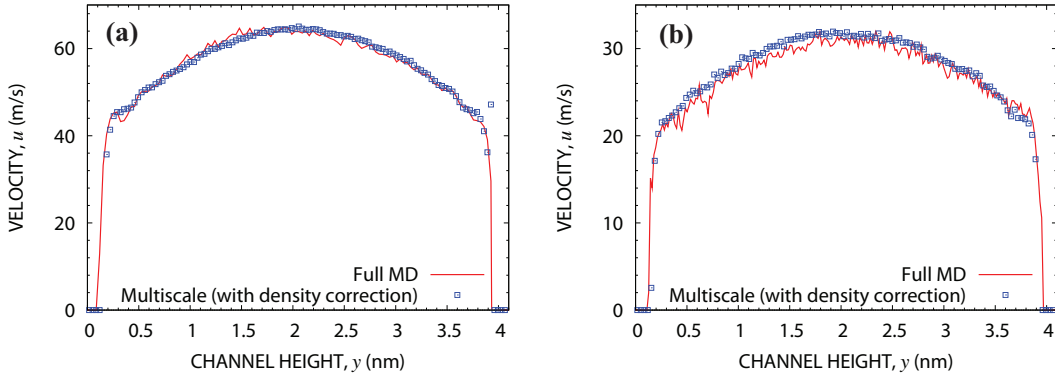 (a)
60
40
20
0
VELOCITY, u (m/s)
Full MD
Multiscale (with density correction)
0 0.5 1 1.5 2 2.5 3 3.5 4
CHANNEL HEIGHT, y (nm)
(b)
30
20
10
0
VELOCITY, u (m/s)
Full MD
Multiscale (with density correction)
0 0.5 1 1.5 2 2.5 3 3.5 4
CHANNEL HEIGHT, y (nm)